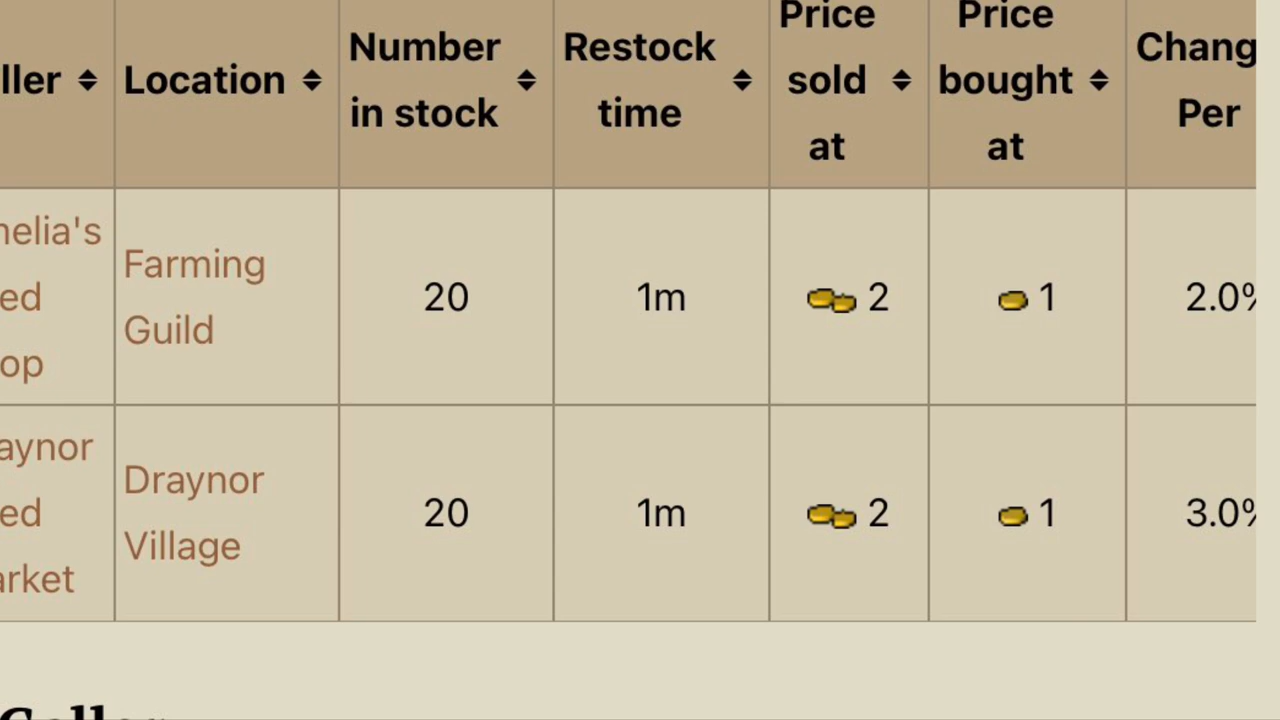 ller Location Number in stock Restock time Price sold at Price bought at Chang Per
nelia's ed op Farming Guild 20 1m 2 1 2.0%
aynor ed arket Draynor Village 20 1m 2 1 3.0%